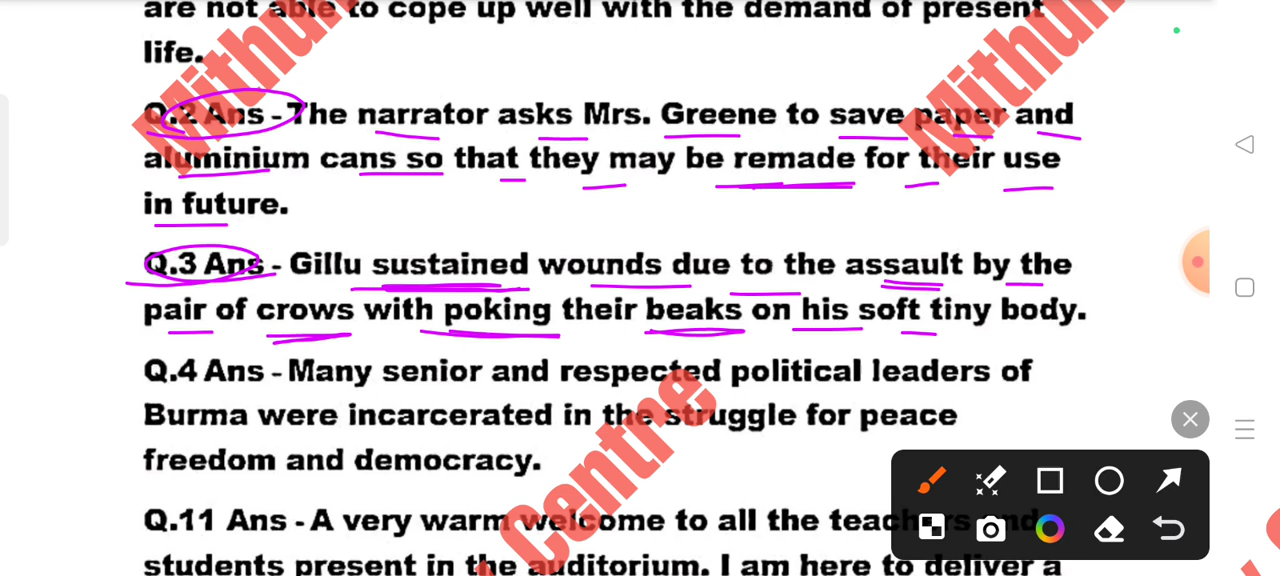 are not able to cope up well with the demand of present
life.
Q.2 Ans - The narrator asks Mrs. Greene to save paper and
aluminium cans so that they may be remade for their use
in future.
Q.3 Ans - Gillu sustained wounds due to the assault by the
pair of crows with poking their beaks on his soft tiny body.
Q.4 Ans - Many senior and respected political leaders of
Burma were incarcerated in the struggle for peace
freedom and democracy.
Q.11 Ans - A very warm welcome to all the teachers and
students present in the auditorium. I am here to deliver a
Mithun
Mithun
Centre